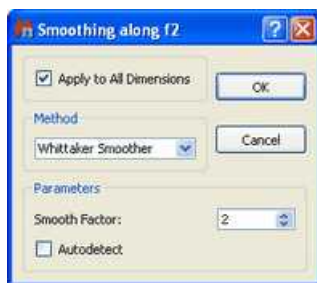 Smoothing along f2
Apply to All Dimensions
OK
Method
Whittaker Smoother
Cancel
Parameters
Smooth Factor:
2
Autodetect